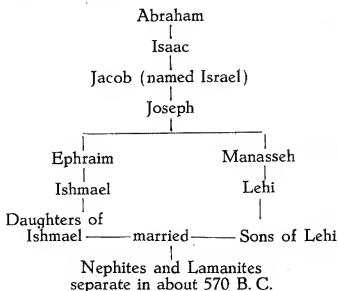 Abraham
Isaac
Jacob (named Israel)
Joseph
Ephraim Manasseh
Ishmael Lehi
Daughters of
Ishmael married Sons of Lehi
Nephites and Lamanites
separate in about 570 B. C.